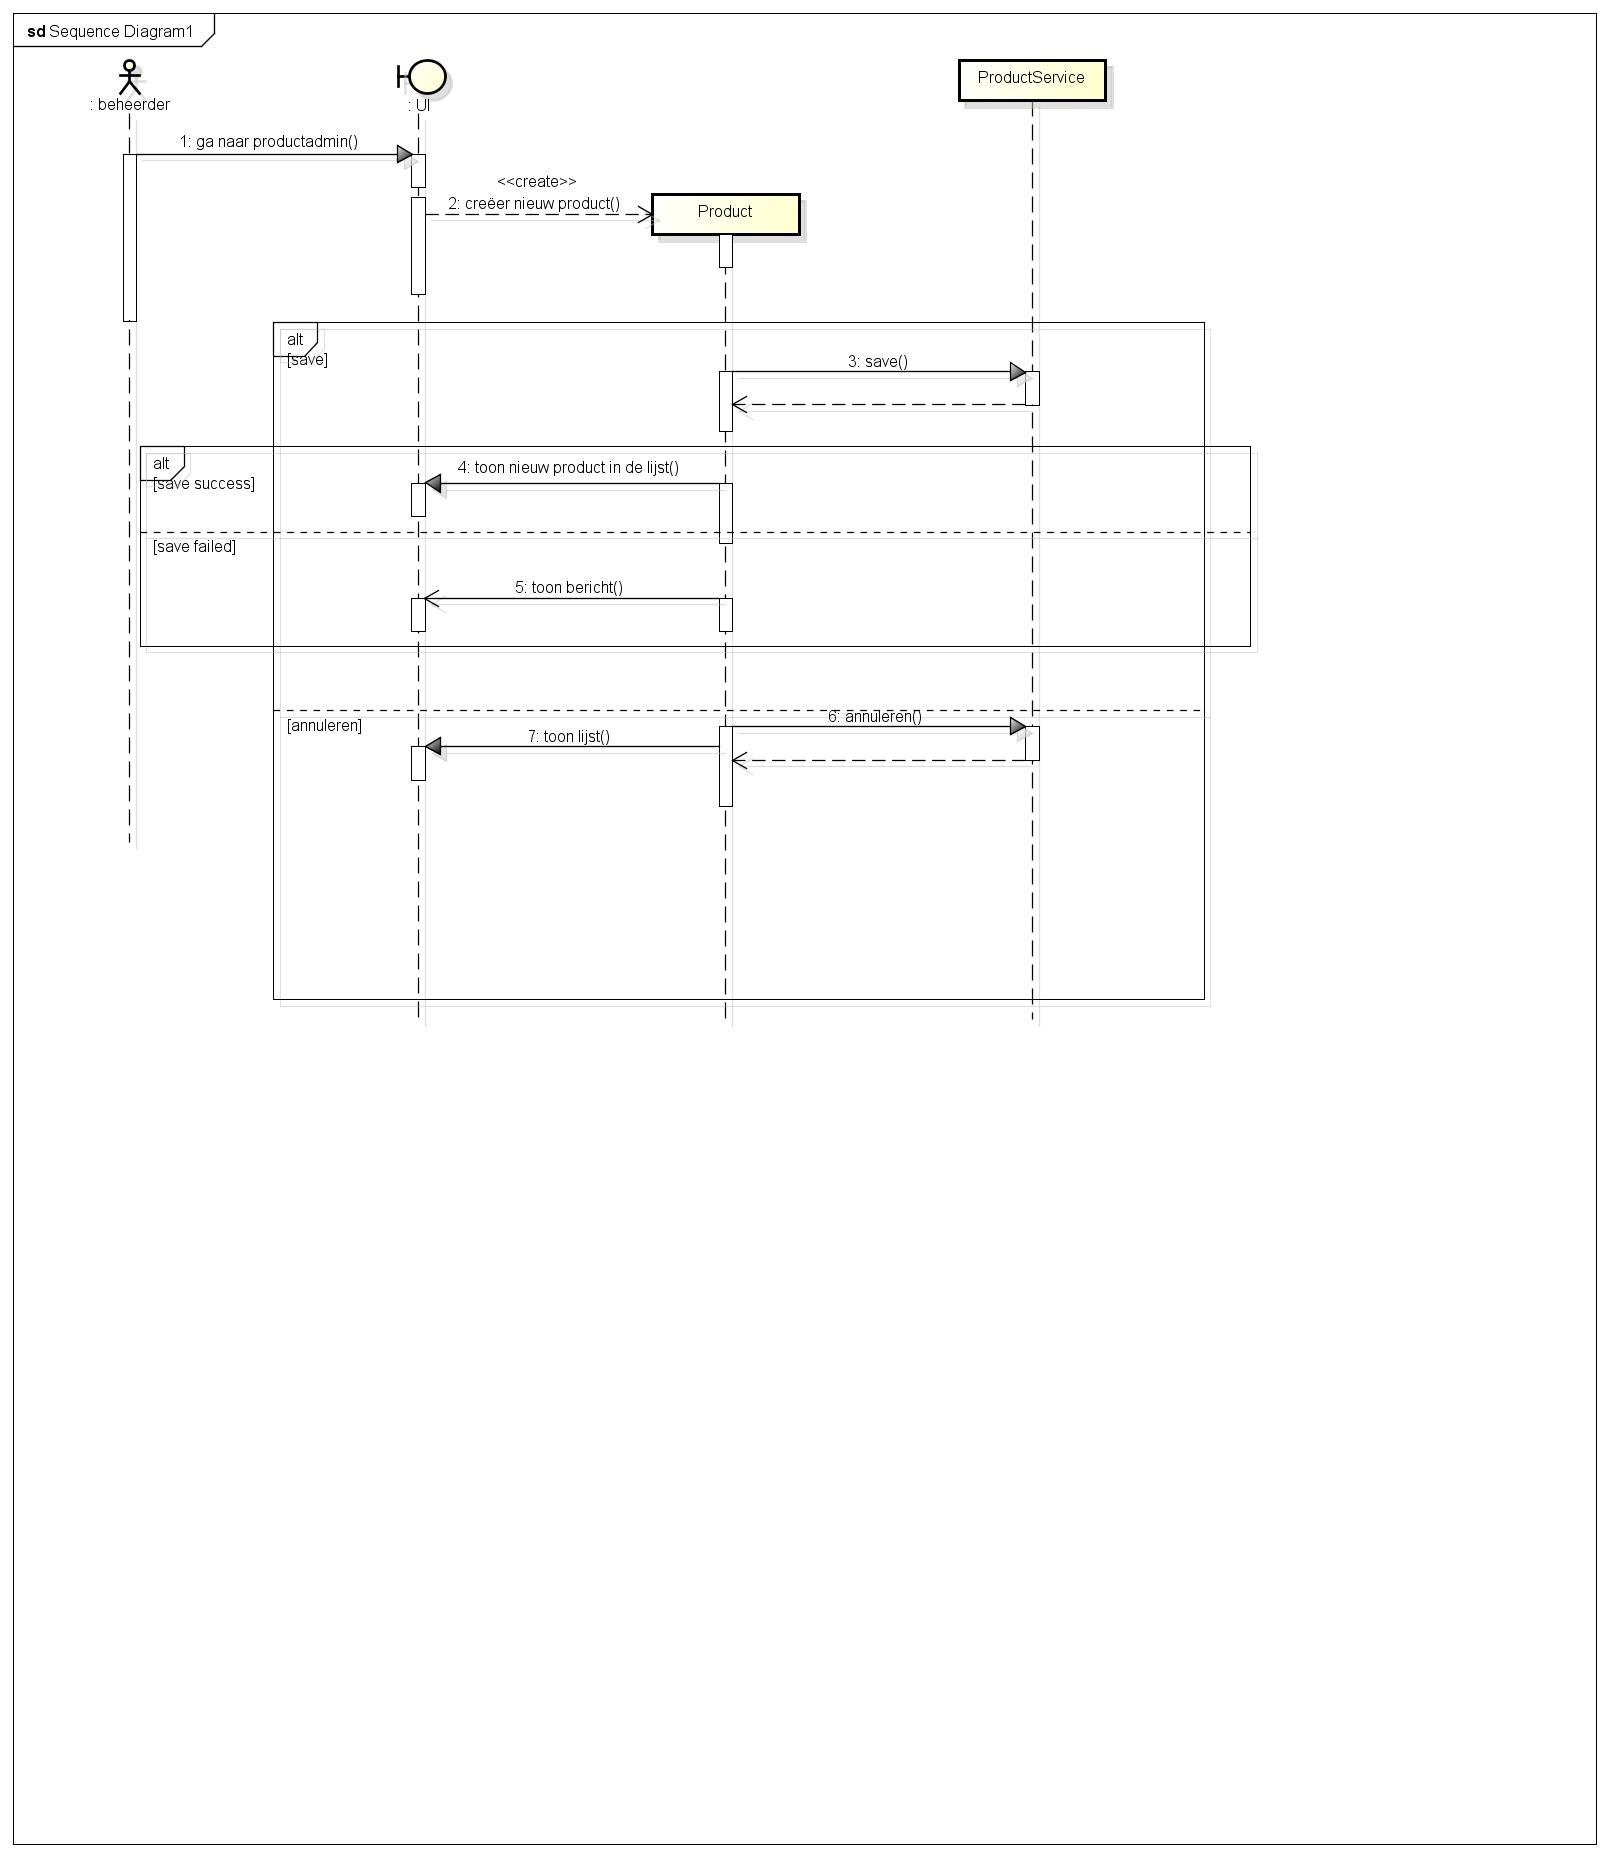 sd Sequence Diagram1
: beheerder
: UI
ProductService
1: ga naar productadmin()
<<create>>
2: creëer nieuw product()
Product
alt
[save]
3: save()
alt
[save success]
4: toon nieuw product in de lijst()
[save failed]
5: toon bericht()
[annuleren]
6: annuleren()
7: toon lijst()